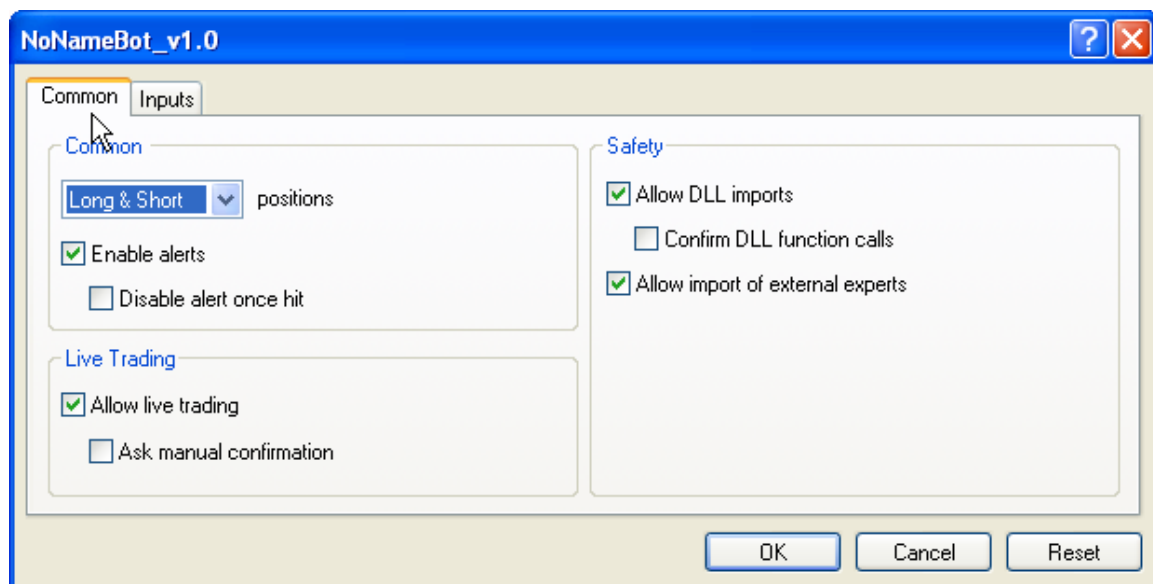 NoNameBot_v1.0
Common
Inputs
Common
Long & Short
positions
Enable alerts
Disable alert once hit
Live Trading
Allow live trading
Ask manual confirmation
Safety
Allow DLL imports
Confirm DLL function calls
Allow import of external experts
OK
Cancel
Reset